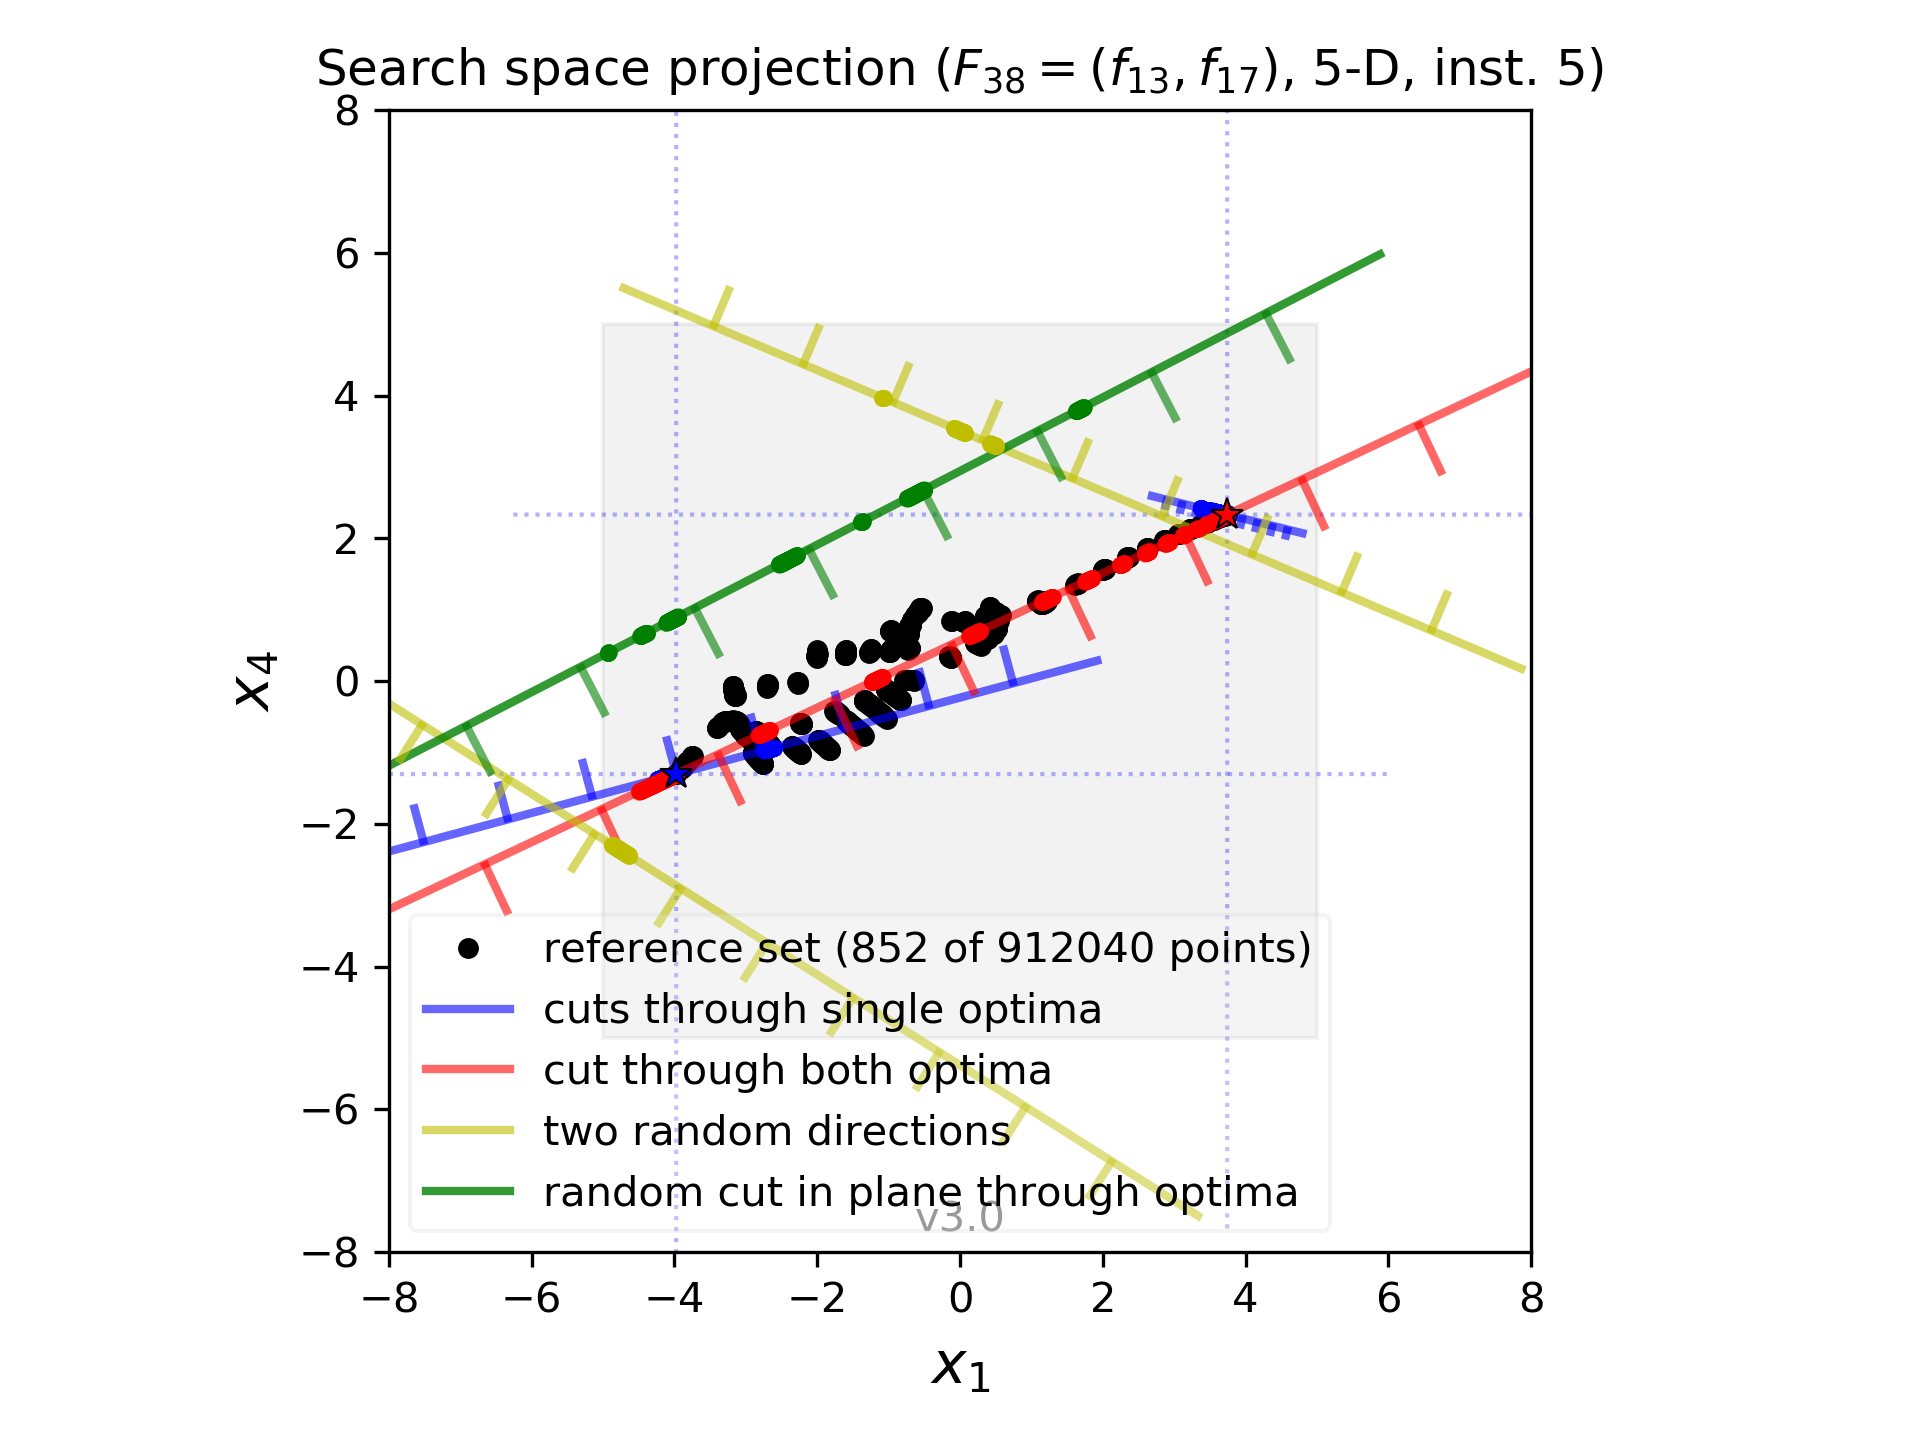 Search space projection (F38 = (f13, f17), 5-D, inst. 5)
8
6
4
2
0
−2
−4
−6
−8
x4
reference set (852 of 912040 points)
cuts through single optima
cut through both optima
two random directions
random cut in plane through optima
v3.0
−8 −6 −4 −2 0 2 4 6 8
x1